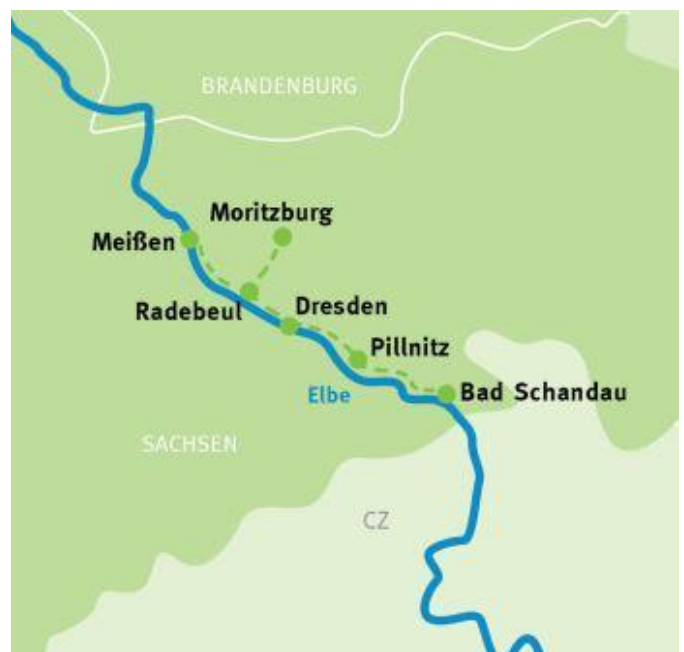 BRANDENBURG
Moritzburg
Meißen
Radebeul
Dresden
Pillnitz
Elbe
Bad Schandau
SACHSEN
CZ